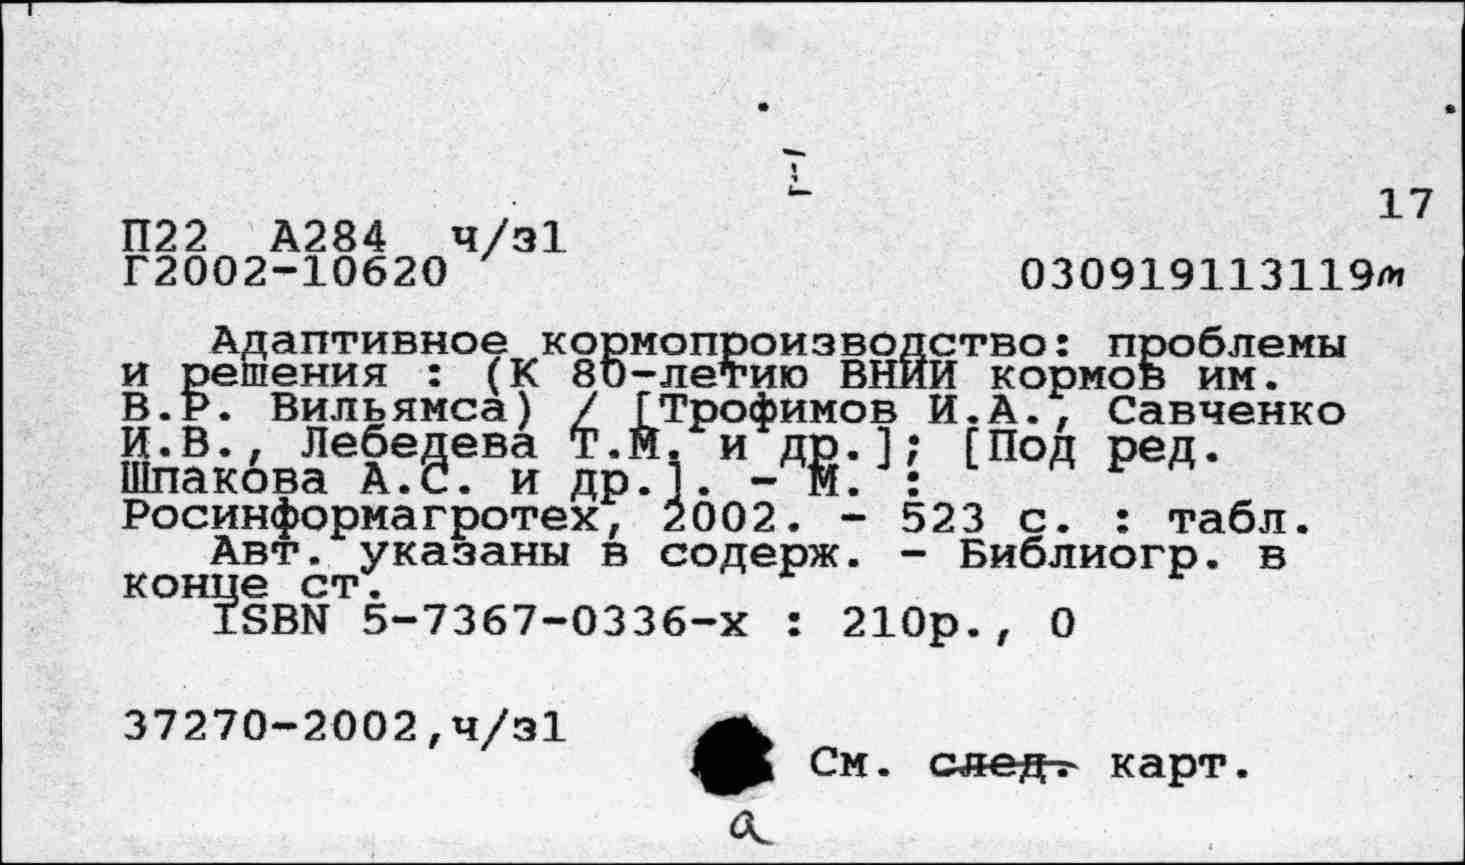 17
П22 А284 ч/з1
Г2002-10620 030919113119м
Адаптивное кормопроизводство: проблемы
и решения : (К 80-летию ВНИИ кормов им.
В.Р. Вильямса) / [Трофимов И.А., Савченко
И.В., Лебедева Т.М. и др.]; [Под ред.
Шпакова А.С. и др.]. - М. :
Росинформагротех, 2002. - 523 с. : табл.
Авт. указаны в содерж. - Библиогр. в
конце ст.
ISBN 5-7367-0336-х : 210р., 0
37270-2002,ч/з1
См. след. карт.
а